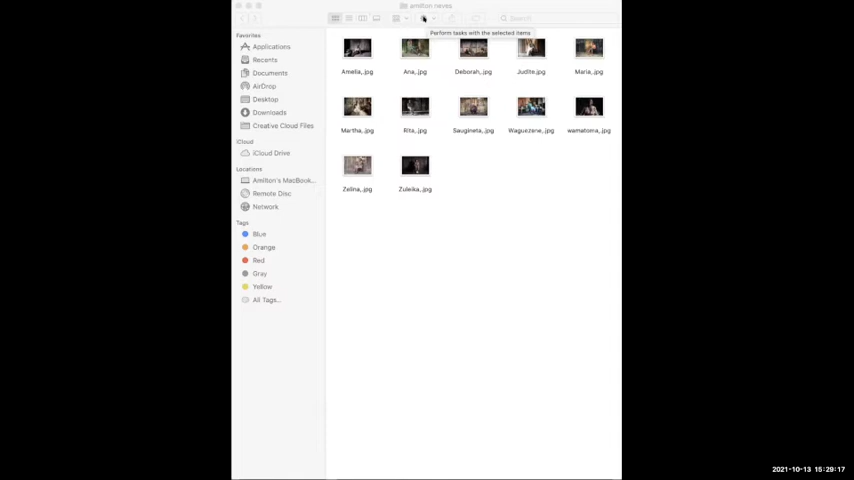 amilton neves
Search
Perform tasks with the selected items
Favorites
Applications
Recents
Documents
AirDrop
Desktop
Downloads
Creative Cloud Files
iCloud
iCloud Drive
Locations
Amilton's MacBook...
Remote Disc
Network
Tags
Blue
Orange
Red
Gray
Yellow
All Tags...
Amelia,.jpg
Ana,.jpg
Deborah,.jpg
Judite.jpg
Maria,.jpg
Martha,.jpg
Rita,.jpg
Saugineta,.jpg
Waguezene,.jpg
wamatoma,.jpg
Zelina,.jpg
Zuleika,.jpg
2021-10-13 15:29:17